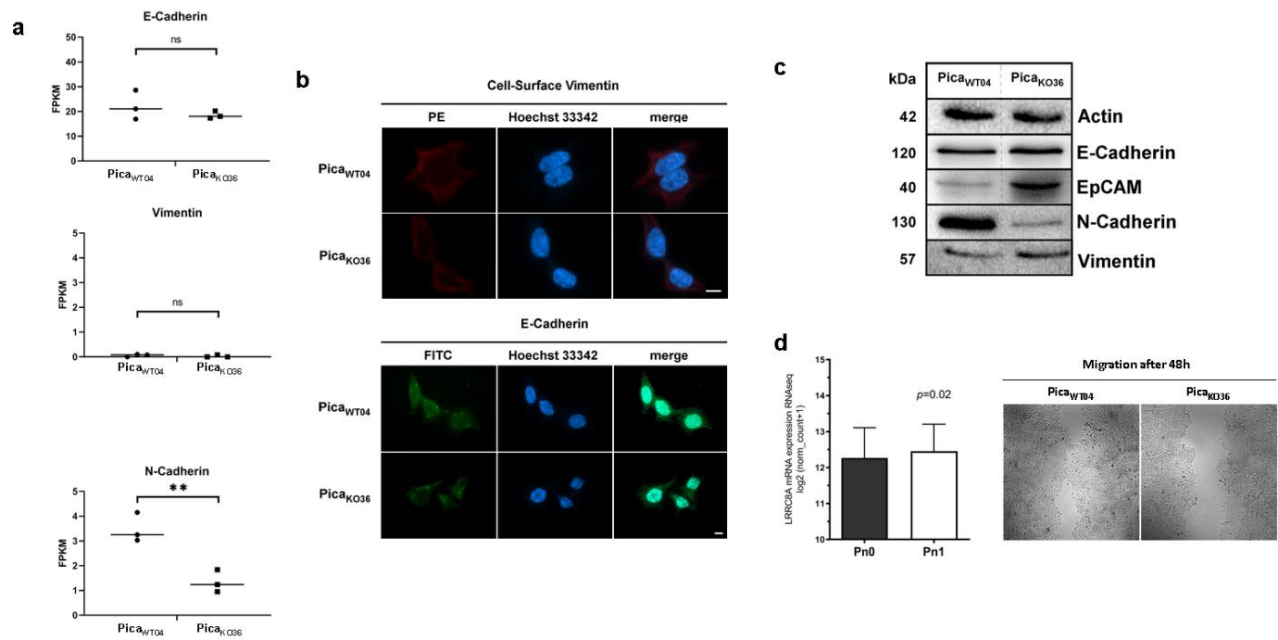 a
E-Cadherin
ns
50
40
30
20
10
0
FPKM
PicaWT04
PicaKO36
Vimentin
ns
5
4
3
2
1
0
FPKM
PicaWT04
PicaKO36
N-Cadherin
**
5
4
3
2
1
0
FPKM
PicaWT04
PicaKO36
b
Cell-Surface Vimentin
PE Hoechst 33342 merge
PicaWT04
PicaKO36
E-Cadherin
FITC Hoechst 33342 merge
PicaWT04
PicaKO36
c
kDa PicaWT04 PicaKO36
42 Actin
120 E-Cadherin
40 EpCAM
130 N-Cadherin
57 Vimentin
d
LRRC8A mRNA expression RNAseq
log2 (norm_count+1)
15
14
13
12
11
10
p=0.02
Pn0 Pn1
Migration after 48h
PicaWT04 PicaKO36